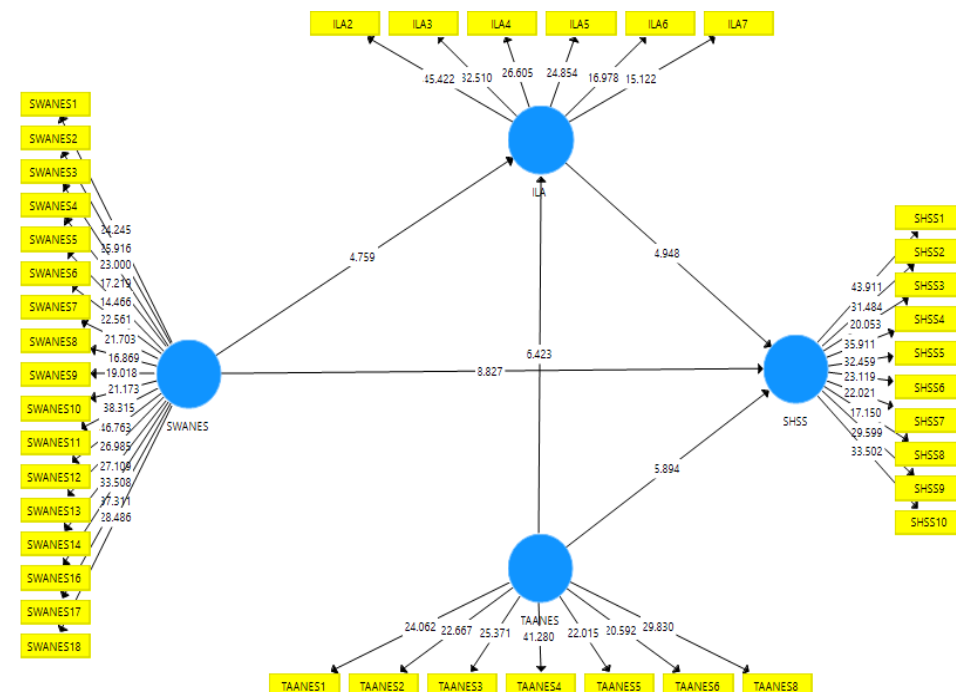 ILA2
ILA3
ILA4
ILA5
ILA6
ILA7
45.422
32.510
26.605
24.854
16.978
15.122
ILA
SWANES1
SWANES2
SWANES3
SWANES4
SWANES5
SWANES6
SWANES7
SWANES8
SWANES9
SWANES10
SWANES11
SWANES12
SWANES13
SWANES14
SWANES16
SWANES17
SWANES18
23.000
17.219
14.466
22.561
21.703
16.869
19.018
21.173
38.315
46.763
26.985
27.109
33.508
28.486
SWANES
4.759
4.948
6.423
8.827
5.894
SHSS
43.911
31.484
20.053
35.911
32.459
23.119
22.021
17.150
29.599
33.502
SHSS1
SHSS2
SHSS3
SHSS4
SHSS5
SHSS6
SHSS7
SHSS8
SHSS9
SHSS10
TAANES
24.062
22.667
25.371
41.280
22.015
20.592
29.830
TAANES1
TAANES2
TAANES3
TAANES4
TAANES5
TAANES6
TAANES8